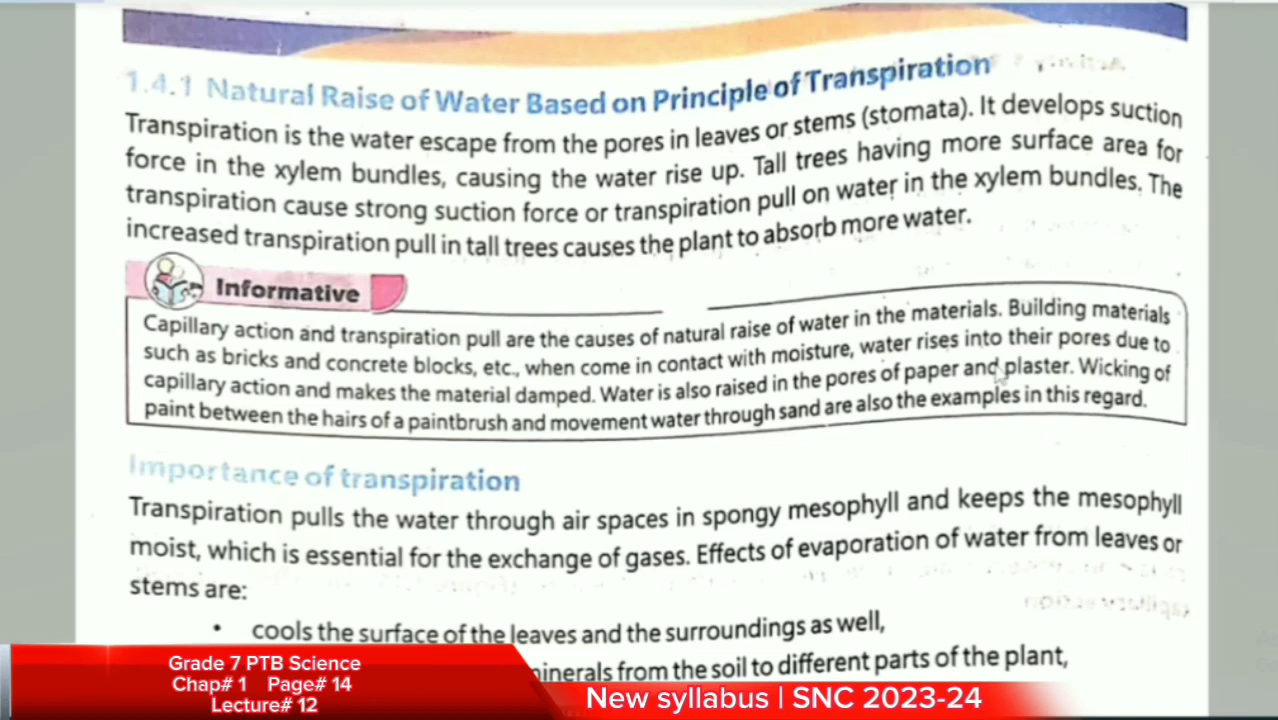 1.4.1 Natural Raise of Water Based on Principle of Transpiration
Transpiration is the water escape from the pores in leaves or stems (stomata). It develops suction
force in the xylem bundles, causing the water rise up. Tall trees having more surface area for
transpiration cause strong suction force or transpiration pull on water in the xylem bundles. The
increased transpiration pull in tall trees causes the plant to absorb more water.
Informative
Capillary action and transpiration pull are the causes of natural raise of water in the materials. Building materials
such as bricks and concrete blocks, etc., when come in contact with moisture, water rises into their pores due to
capillary action and makes the material damped. Water is also raised in the pores of paper and plaster. Wicking of
paint between the hairs of a paintbrush and movement water through sand are also the examples in this regard.
Importance of transpiration
Transpiration pulls the water through air spaces in spongy mesophyll and keeps the mesophyll
moist, which is essential for the exchange of gases. Effects of evaporation of water from leaves or
stems are:
• cools the surface of the leaves and the surroundings as well,
minerals from the soil to different parts of the plant,
Grade 7 PTB Science
Chap# 1 Page# 14
Lecture# 12
New syllabus | SNC 2023-24